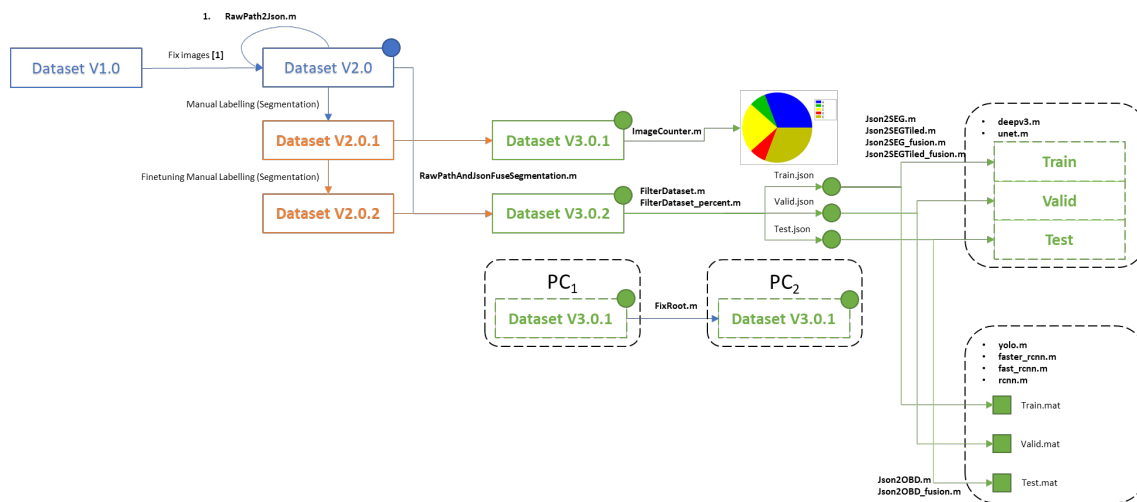 1. RawPath2Json.m
Fix images [1]
Dataset V1.0
Dataset V2.0
Manual Labelling (Segmentation)
Dataset V2.0.1
Dataset V3.0.1
ImageCounter.m
Finetuning Manual Labelling (Segmentation)
RawPathAndJsonFuseSegmentation.m
Dataset V2.0.2
Dataset V3.0.2
FilterDataset.m
FilterDataset_percent.m
Train.json
Valid.json
Test.json
Json2SEG.m
Json2SEGTiled.m
Json2SEG_fusion.m
Json2SEGTiled_fusion.m
• deepv3.m
• unet.m
Train
Valid
Test
PC1
Dataset V3.0.1
FixRoot.m
PC2
Dataset V3.0.1
• yolo.m
• faster_rcnn.m
• fast_rcnn.m
• rcnn.m
Train.mat
Valid.mat
Test.mat
Json2OBD.m
Json2OBD_fusion.m